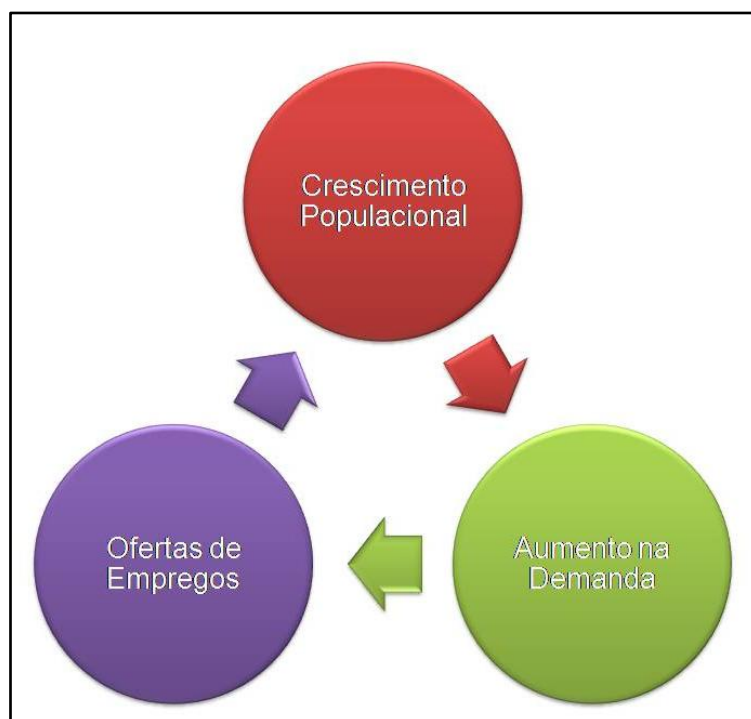 Crescimento
Populacional
Ofertas de
Empregos
Aumento na
Demanda